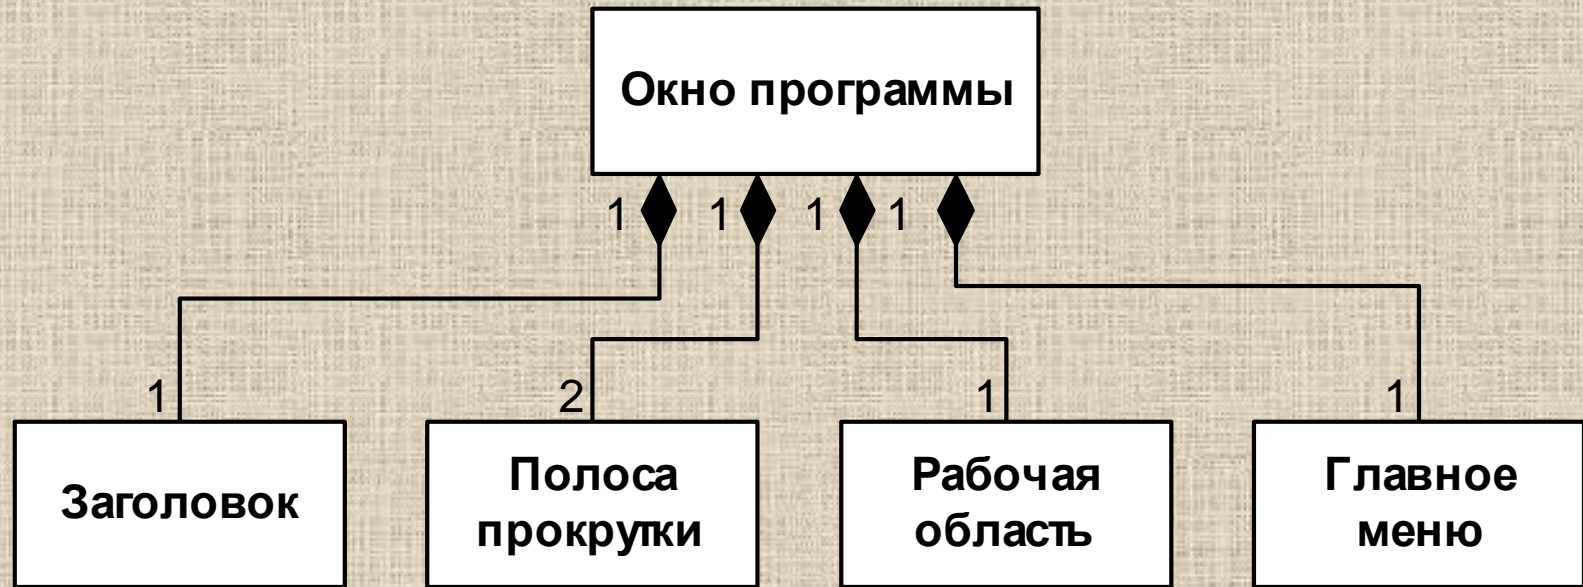 Окно программы
1 1 1 1
1 2 1 1
Заголовок
Полоса
прокрутки
Рабочая
область
Главное
меню